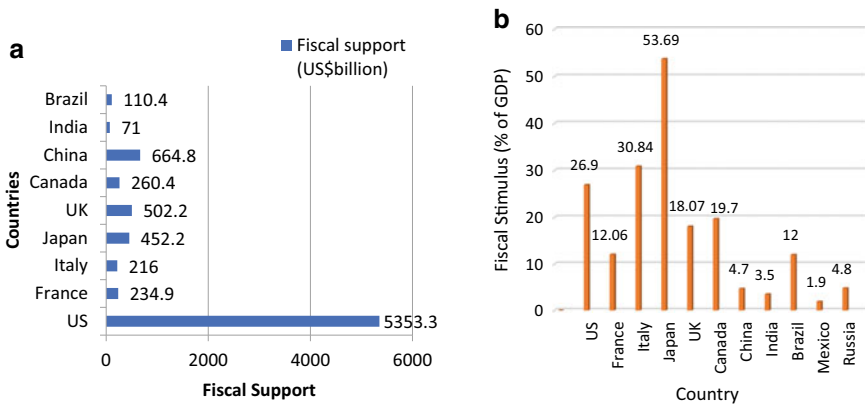 a
Fiscal support
(US$billion)
Countries
Brazil 110.4
India 71
China 664.8
Canada 260.4
UK 502.2
Japan 452.2
Italy 216
France 234.9
US 5353.3
0 2000 4000 6000
Fiscal Support
b
Fiscal Stimulus (% of GDP)
60
50
40
30
20
10
0
26.9
12.06
30.84
53.69
18.07
19.7
4.7
3.5
12
1.9
4.8
US
France
Italy
Japan
UK
Canada
China
India
Brazil
Mexico
Russia
Country